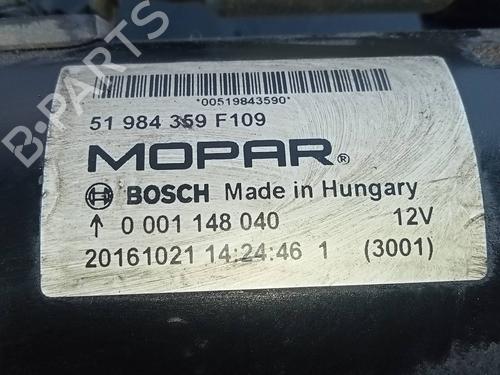 B-PARTS
*00519843590*
51 984 359 F109
MOPAR®
BOSCH Made in Hungary
0 001 148 040 12V
20161021 14:24:46 1 (3001)